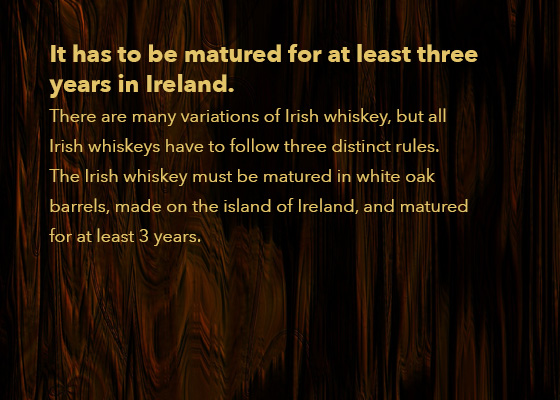 It has to be matured for at least three
years in Ireland.
There are many variations of Irish whiskey, but all
Irish whiskeys have to follow three distinct rules.
The Irish whiskey must be matured in white oak
barrels, made on the island of Ireland, and matured
for at least 3 years.